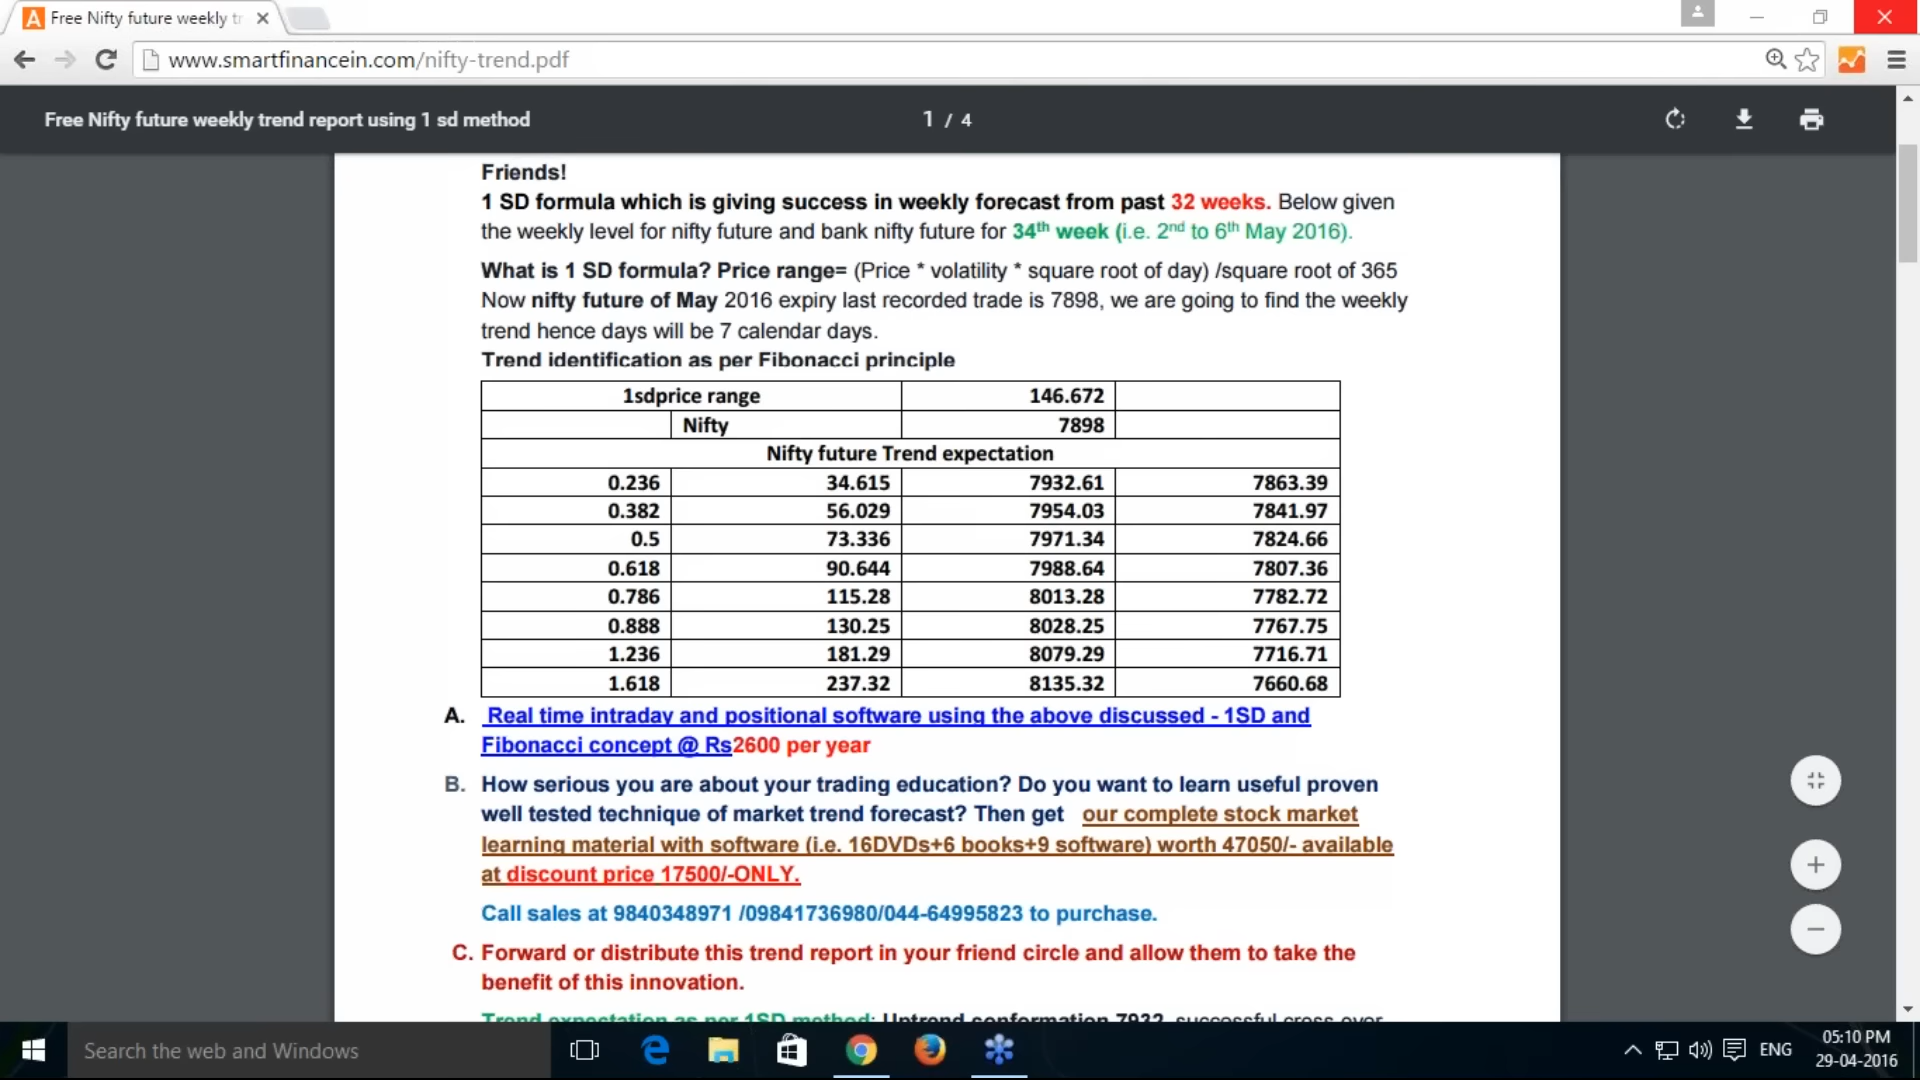 Free Nifty future weekly tr
www.smartfinancein.com/nifty-trend.pdf
Free Nifty future weekly trend report using 1 sd method
1 / 4
Friends!
1 SD formula which is giving success in weekly forecast from past 32 weeks. Below given
the weekly level for nifty future and bank nifty future for 34th week (i.e. 2nd to 6th May 2016).
What is 1 SD formula? Price range= (Price * volatility * square root of day) /square root of 365
Now nifty future of May 2016 expiry last recorded trade is 7898, we are going to find the weekly
trend hence days will be 7 calendar days.
Trend identification as per Fibonacci principle
1sdprice range 146.672
Nifty 7898
Nifty future Trend expectation
0.236 34.615 7932.61 7863.39
0.382 56.029 7954.03 7841.97
0.5 73.336 7971.34 7824.66
0.618 90.644 7988.64 7807.36
0.786 115.28 8013.28 7782.72
0.888 130.25 8028.25 7767.75
1.236 181.29 8079.29 7716.71
1.618 237.32 8135.32 7660.68
A. Real time intraday and positional software using the above discussed - 1SD and
Fibonacci concept @ Rs2600 per year
B. How serious you are about your trading education? Do you want to learn useful proven
well tested technique of market trend forecast? Then get our complete stock market
learning material with software (i.e. 16DVDs+6 books+9 software) worth 47050/- available
at discount price 17500/-ONLY.
Call sales at 9840348971 /09841736980/044-64995823 to purchase.
C. Forward or distribute this trend report in your friend circle and allow them to take the
benefit of this innovation.
Trend expectation as per 1SD method: Uptrend conformation 7932, successful cross over
Search the web and Windows
ENG
05:10 PM
29-04-2016